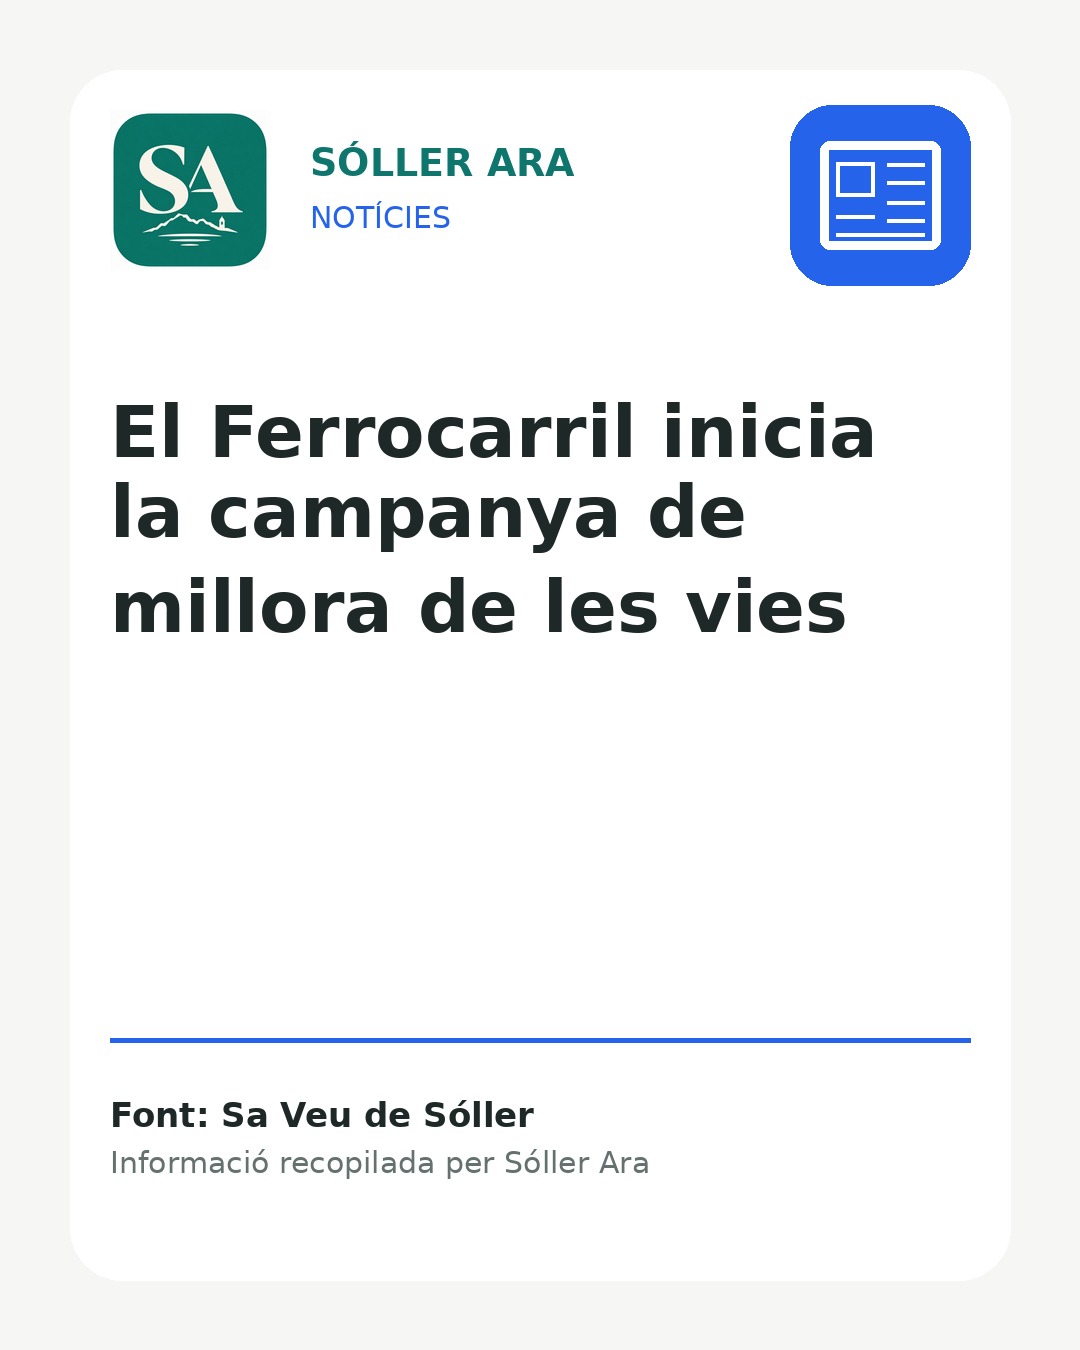 SA
SÓLLER ARA
NOTÍCIES
El Ferrocarril inicia
la campanya de
millora de les vies
Font: Sa Veu de Sóller
Informació recopilada per Sóller Ara